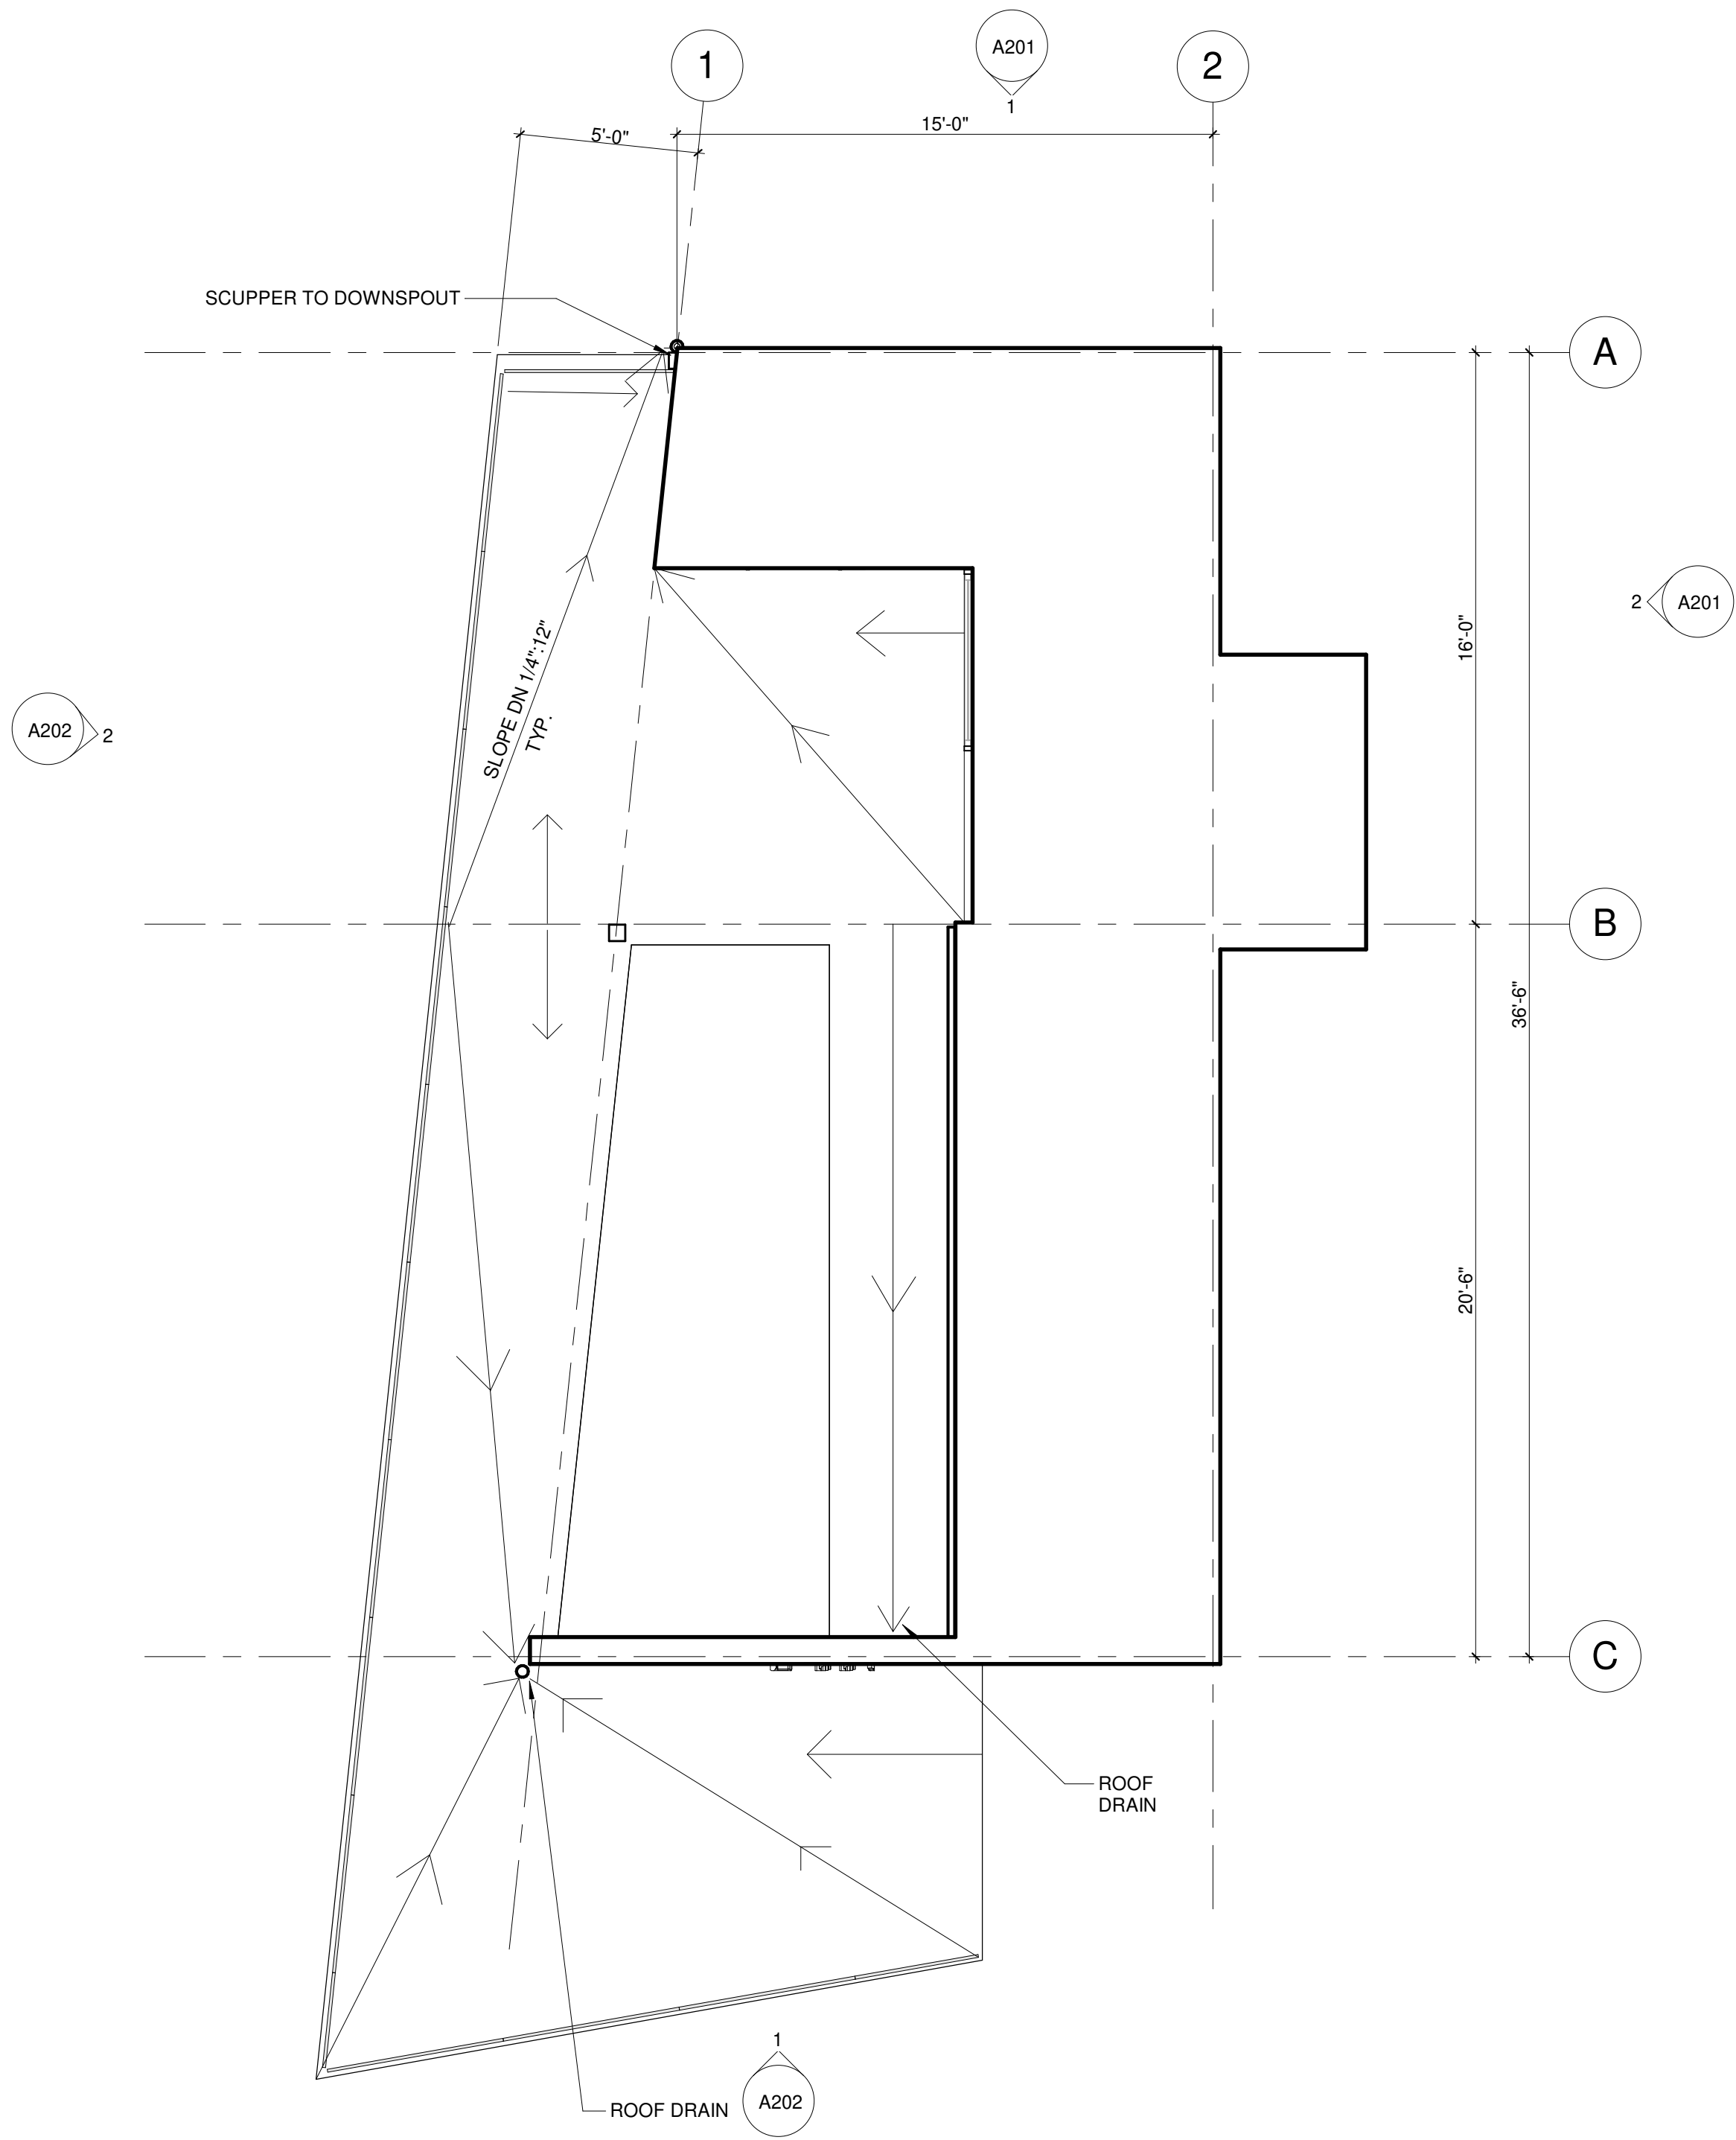 A201
1
1
2
5'-0"
15'-0"
SCUPPER TO DOWNSPOUT
A
SLOPE DN 1/4":12"
TYP.
16'-0"
2
A201
A202
2
B
36'-6"
20'-6"
C
ROOF
DRAIN
1
A202
ROOF DRAIN